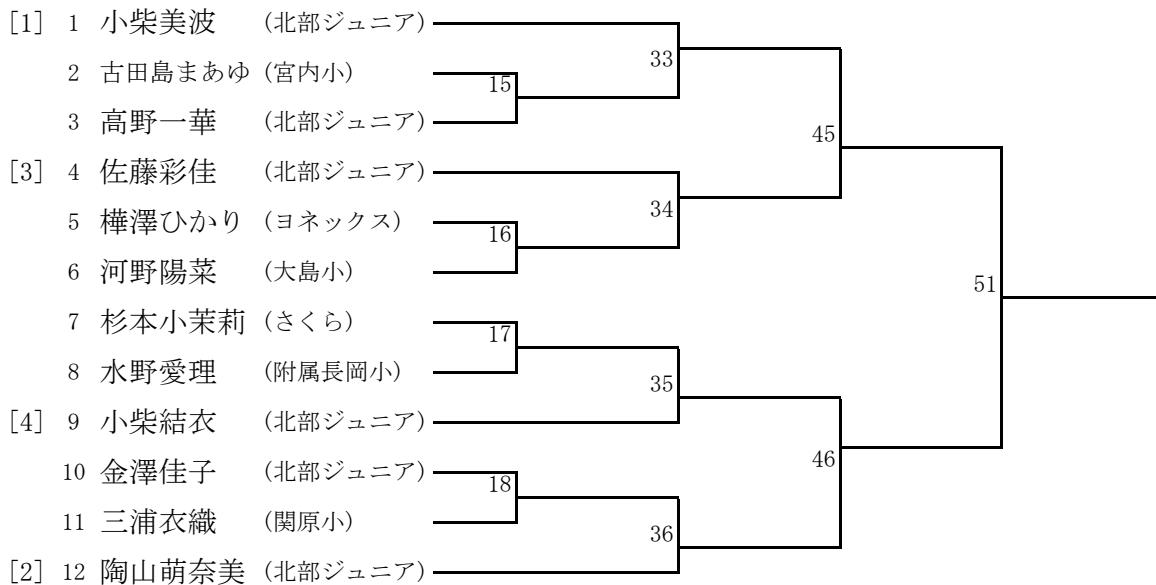 [1] 1 小柴美波 (北部ジュニア)
33
2 古田島まあゆ (宮内小)
15
3 高野一華 (北部ジュニア)
45
[3] 4 佐藤彩佳 (北部ジュニア)
34
5 樺澤ひかり (ヨネックス)
16
6 河野陽菜 (大島小)
51
7 杉本小茉莉 (さくら)
17
8 水野愛理 (附属長岡小)
35
[4] 9 小柴結衣 (北部ジュニア)
46
10 金澤佳子 (北部ジュニア)
18
11 三浦衣織 (関原小)
36
[2] 12 陶山萌奈美 (北部ジュニア)